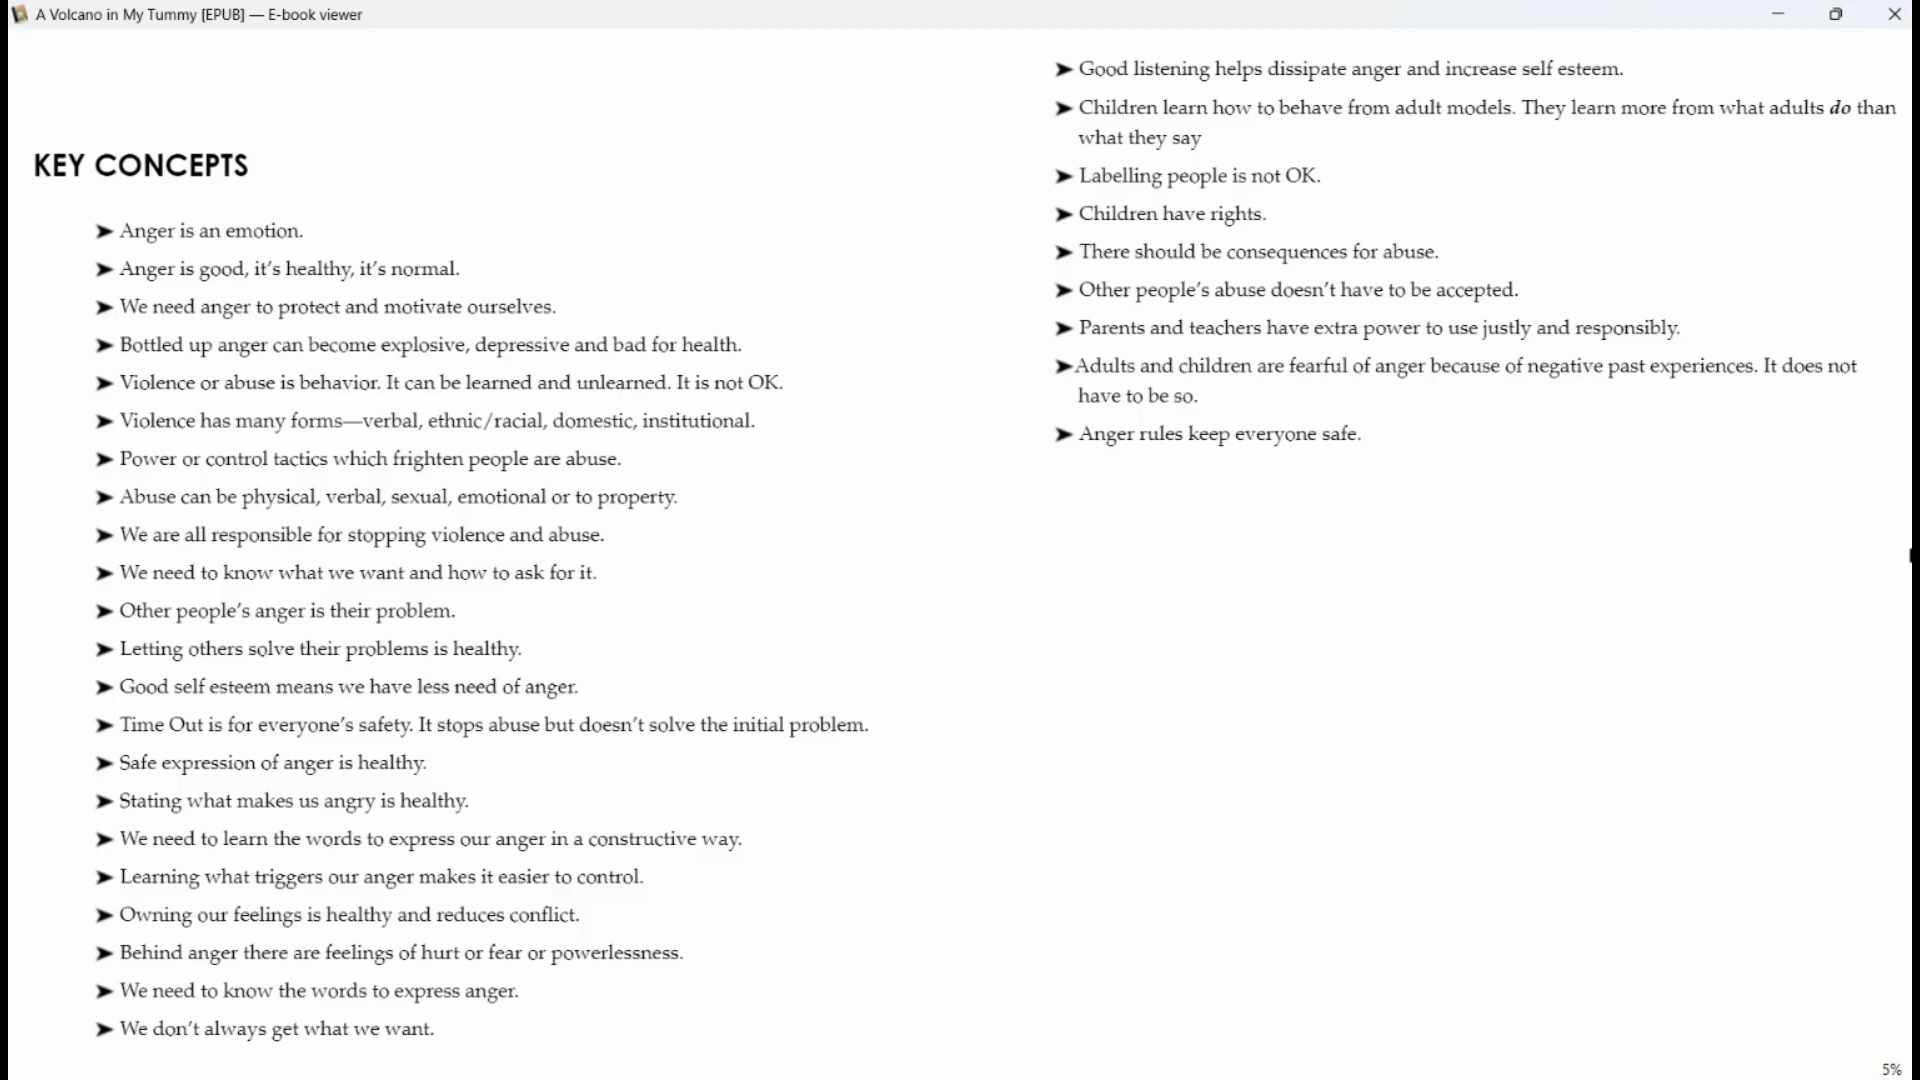 A Volcano in My Tummy [EPUB] — E-book viewer
KEY CONCEPTS
➤ Anger is an emotion.
➤ Anger is good, it’s healthy, it’s normal.
➤ We need anger to protect and motivate ourselves.
➤ Bottled up anger can become explosive, depressive and bad for health.
➤ Violence or abuse is behavior. It can be learned and unlearned. It is not OK.
➤ Violence has many forms—verbal, ethnic/racial, domestic, institutional.
➤ Power or control tactics which frighten people are abuse.
➤ Abuse can be physical, verbal, sexual, emotional or to property.
➤ We are all responsible for stopping violence and abuse.
➤ We need to know what we want and how to ask for it.
➤ Other people’s anger is their problem.
➤ Letting others solve their problems is healthy.
➤ Good self esteem means we have less need of anger.
➤ Time Out is for everyone’s safety. It stops abuse but doesn’t solve the initial problem.
➤ Safe expression of anger is healthy.
➤ Stating what makes us angry is healthy.
➤ We need to learn the words to express our anger in a constructive way.
➤ Learning what triggers our anger makes it easier to control.
➤ Owning our feelings is healthy and reduces conflict.
➤ Behind anger there are feelings of hurt or fear or powerlessness.
➤ We need to know the words to express anger.
➤ We don’t always get what we want.
➤ Good listening helps dissipate anger and increase self esteem.
➤ Children learn how to behave from adult models. They learn more from what adults do than
what they say
➤ Labelling people is not OK.
➤ Children have rights.
➤ There should be consequences for abuse.
➤ Other people’s abuse doesn’t have to be accepted.
➤ Parents and teachers have extra power to use justly and responsibly.
➤Adults and children are fearful of anger because of negative past experiences. It does not
have to be so.
➤ Anger rules keep everyone safe.
5%